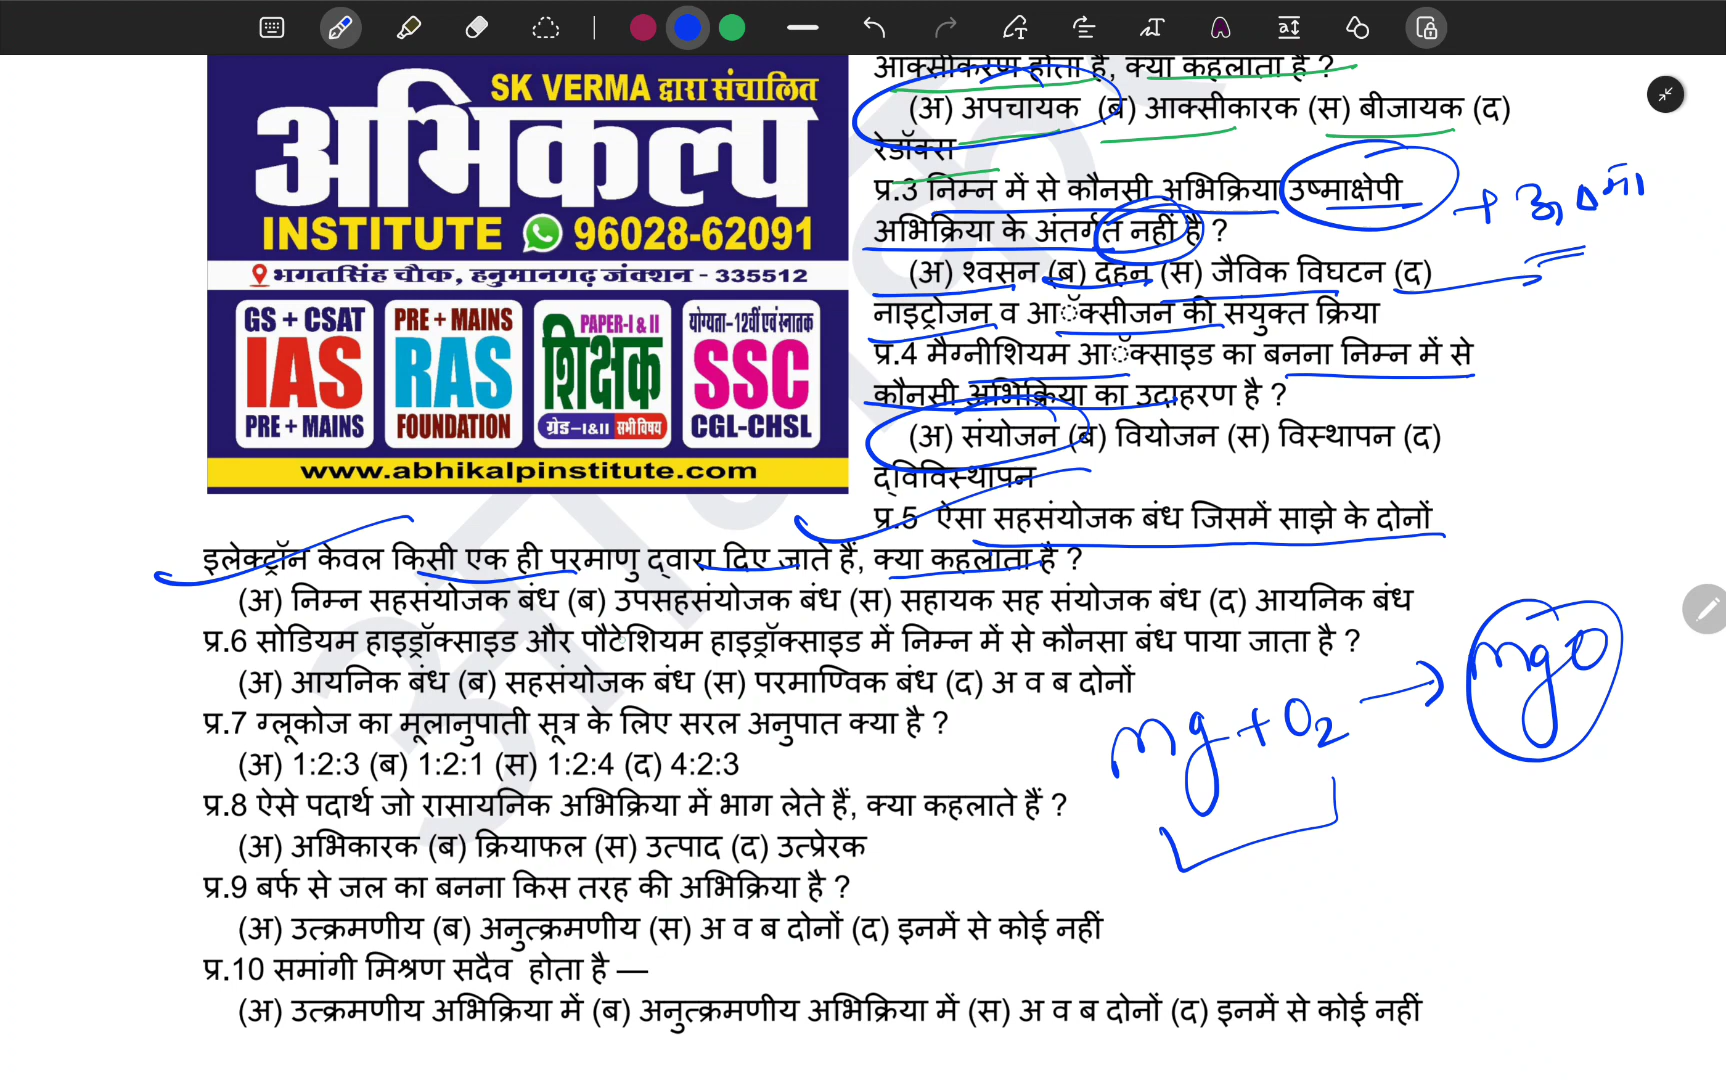 SK VERMA द्वारा संचालित
अभिकल्प
INSTITUTE 96028-62091
भगतसिंह चौक, हनुमानगढ़ जंक्शन - 335512
GS + CSAT
IAS
PRE + MAINS
PRE + MAINS
RAS
FOUNDATION
PAPER-I & II
शिक्षक
ग्रेड-I&II सभी विषय
योग्यता-12वीं एवं स्नातक
SSC
CGL-CHSL
www.abhikalpinstitute.com
आक्सीकरण होता है, क्या कहलाता है ?
(अ) अपचायक (ब) आक्सीकारक (स) बीजायक (द)
रेडॉक्स
प्र.3 निम्न में से कौनसी अभिक्रिया उष्माक्षेपी
अभिक्रिया के अंतर्गत नहीं है ?
(अ) श्वसन (ब) दहन (स) जैविक विघटन (द)
नाइट्रोजन व आॅक्सीजन की संयुक्त क्रिया
प्र.4 मैग्नीशियम आॅक्साइड का बनना निम्न में से
कौनसी अभिक्रिया का उदाहरण है ?
(अ) संयोजन (ब) वियोजन (स) विस्थापन (द)
द्विविस्थापन
प्र.5 ऐसा सहसंयोजक बंध जिसमें साझे के दोनों
इलेक्ट्रॉन केवल किसी एक ही परमाणु द्वारा दिए जाते हैं, क्या कहलाता है ?
(अ) निम्न सहसंयोजक बंध (ब) उपसहसंयोजक बंध (स) सहायक सह संयोजक बंध (द) आयनिक बंध
प्र.6 सोडियम हाइड्रॉक्साइड और पौटेशियम हाइड्रॉक्साइड में निम्न में से कौनसा बंध पाया जाता है ?
(अ) आयनिक बंध (ब) सहसंयोजक बंध (स) परमाण्विक बंध (द) अ व ब दोनों
प्र.7 ग्लूकोज का मूलानुपाती सूत्र के लिए सरल अनुपात क्या है ?
(अ) 1:2:3 (ब) 1:2:1 (स) 1:2:4 (द) 4:2:3
प्र.8 ऐसे पदार्थ जो रासायनिक अभिक्रिया में भाग लेते हैं, क्या कहलाते हैं ?
(अ) अभिकारक (ब) क्रियाफल (स) उत्पाद (द) उत्प्रेरक
प्र.9 बर्फ से जल का बनना किस तरह की अभिक्रिया है ?
(अ) उत्क्रमणीय (ब) अनुत्क्रमणीय (स) अ व ब दोनों (द) इनमें से कोई नहीं
प्र.10 समांगी मिश्रण सदैव होता है —
(अ) उत्क्रमणीय अभिक्रिया में (ब) अनुत्क्रमणीय अभिक्रिया में (स) अ व ब दोनों (द) इनमें से कोई नहीं
mg + O2 → mgO